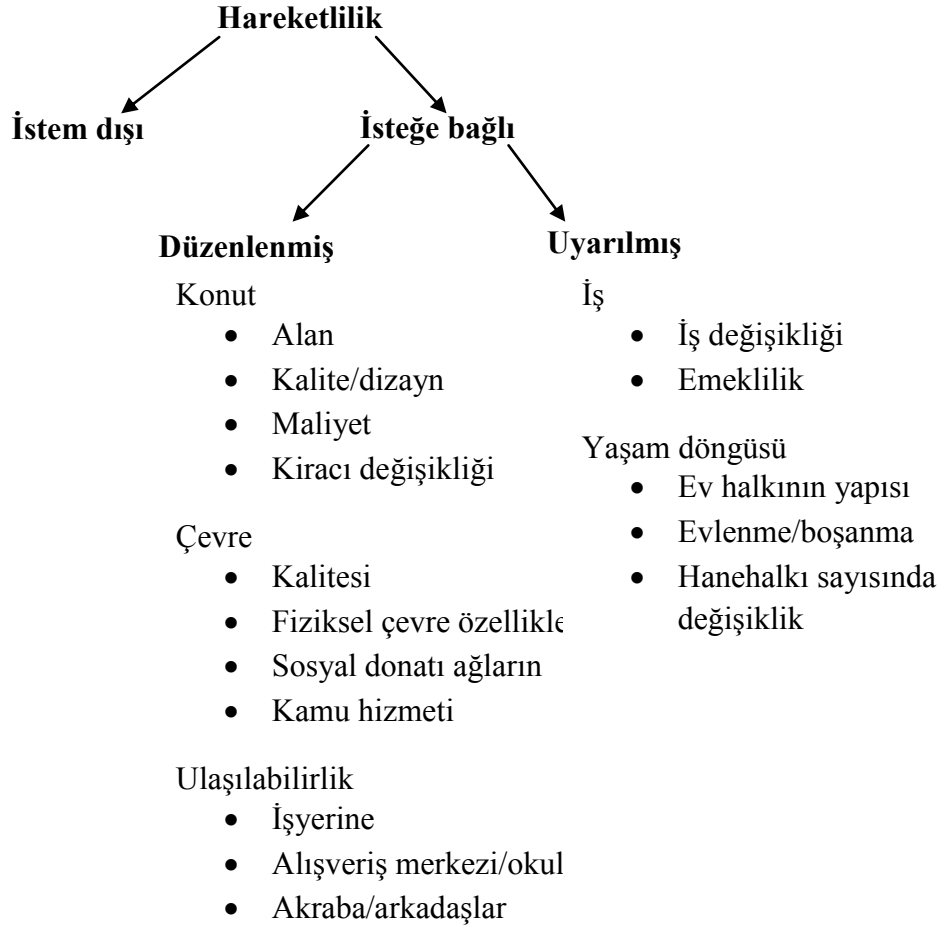 Hareketlilik
İstem dışı
İsteğe bağlı
Düzenlenmiş
Konut
• Alan
• Kalite/dizayn
• Maliyet
• Kiracı değişikliği
Çevre
• Kalitesi
• Fiziksel çevre özellikle
• Sosyal donatı ağların
• Kamu hizmeti
Ulaşılabilirlik
• İşyerine
• Alışveriş merkezi/okul
• Akraba/arkadaşlar
Uyarılmış
İş
• İş değişikliği
• Emeklilik
Yaşam döngüsü
• Ev halkının yapısı
• Evlenme/boşanma
• Hanehalkı sayısında
değişiklik